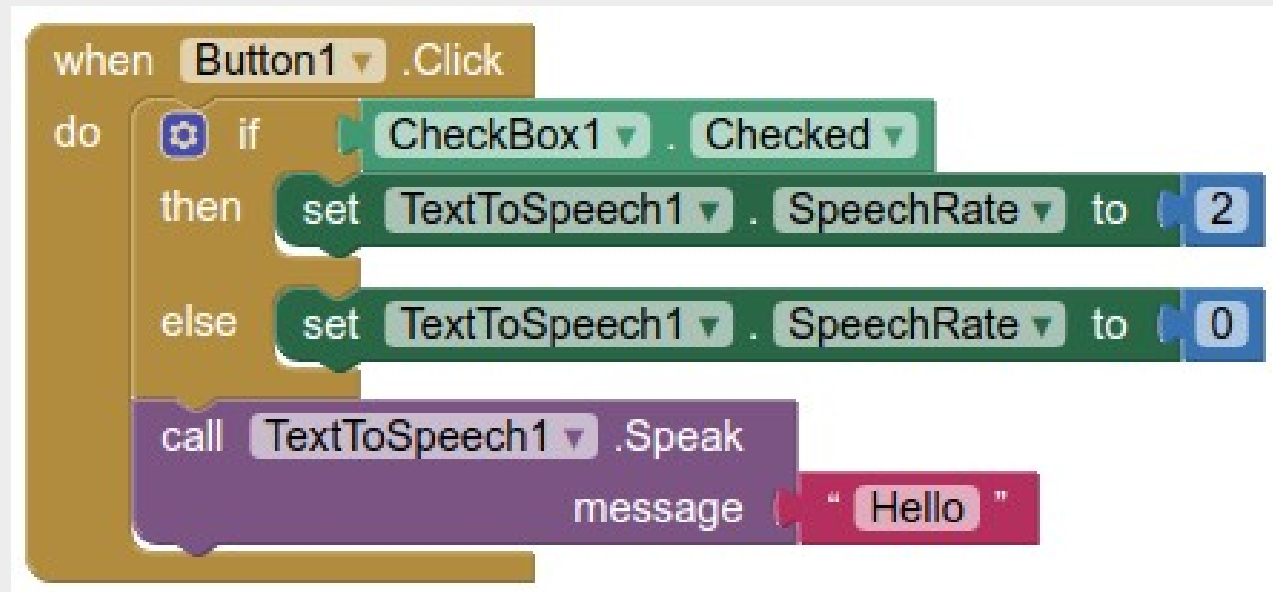 when Button1 .Click
do if CheckBox1 . Checked
then set TextToSpeech1 . SpeechRate to 2
else set TextToSpeech1 . SpeechRate to 0
call TextToSpeech1 .Speak
message “ Hello ”